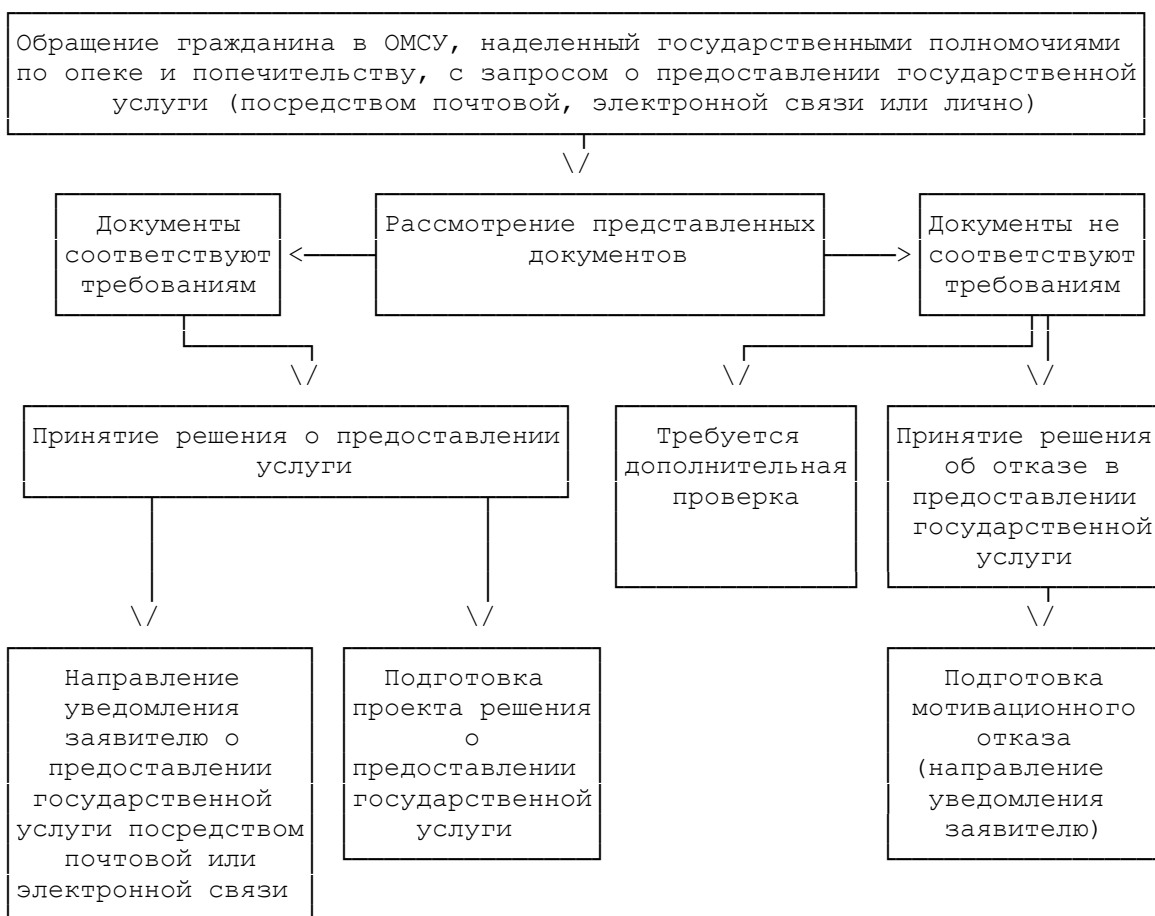 Обращение гражданина в ОМСУ, наделенный государственными полномочиями
по опеке и попечительству, с запросом о предоставлении государственной
услуги (посредством почтовой, электронной связи или лично)
Документы
соответствуют
требованиям
Рассмотрение представленных
документов
Документы не
соответствуют
требованиям
Принятие решения о предоставлении
услуги
Требуется
дополнительная
проверка
Принятие решения
об отказе в
предоставлении
государственной
услуги
Направление
уведомления
заявителю о
предоставлении
государственной
услуги посредством
почтовой или
электронной связи
Подготовка
проекта решения
о
предоставлении
государственной
услуги
Подготовка
мотивационного
отказа
(направление
уведомления
заявителю)